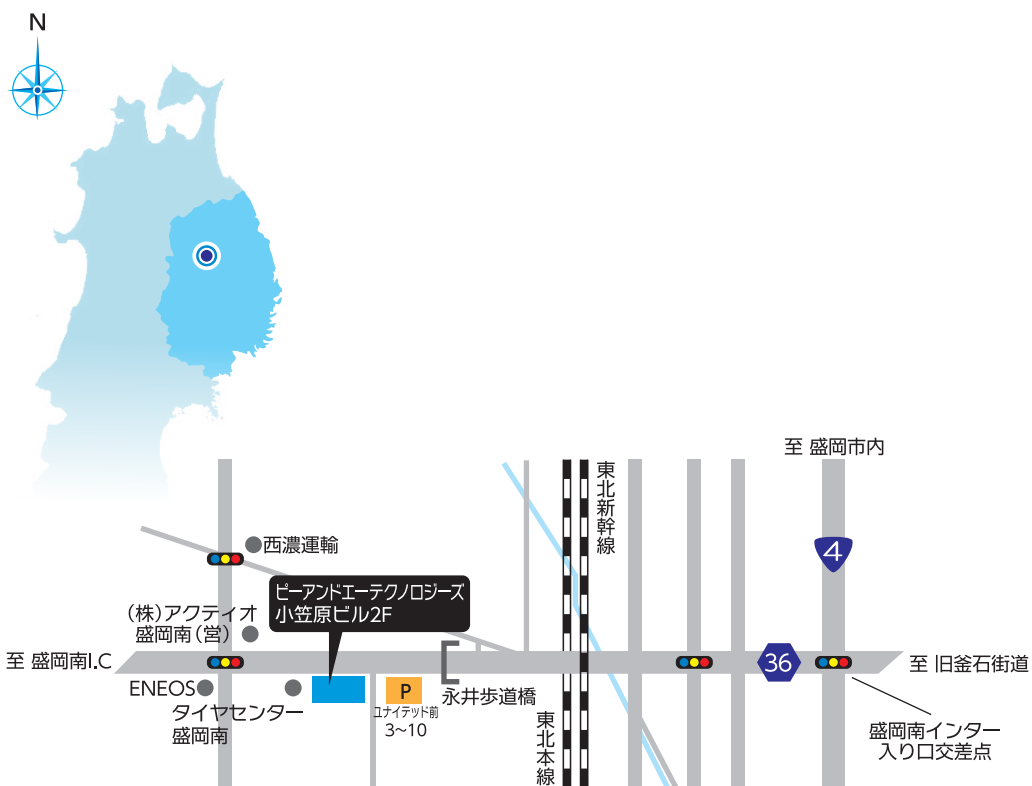 N
至 盛岡市内
東北新幹線
4
西濃運輸
ピーアンドエーテクノロジーズ
小笠原ビル2F
(株)アクティオ
盛岡南(営)
至 盛岡南I.C
36
至 旧釜石街道
ENEOS
タイヤセンター
盛岡南
P
ユナイテッド前
3~10
永井歩道橋
東北本線
盛岡南インター
入り口交差点